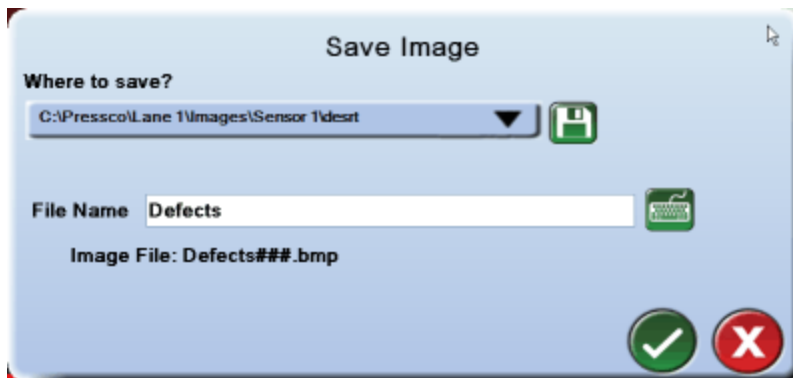 Save Image
Where to save?
C:\Pressco\Lane 1\Images\Sensor 1\desrt
File Name Defects
Image File: Defects###.bmp